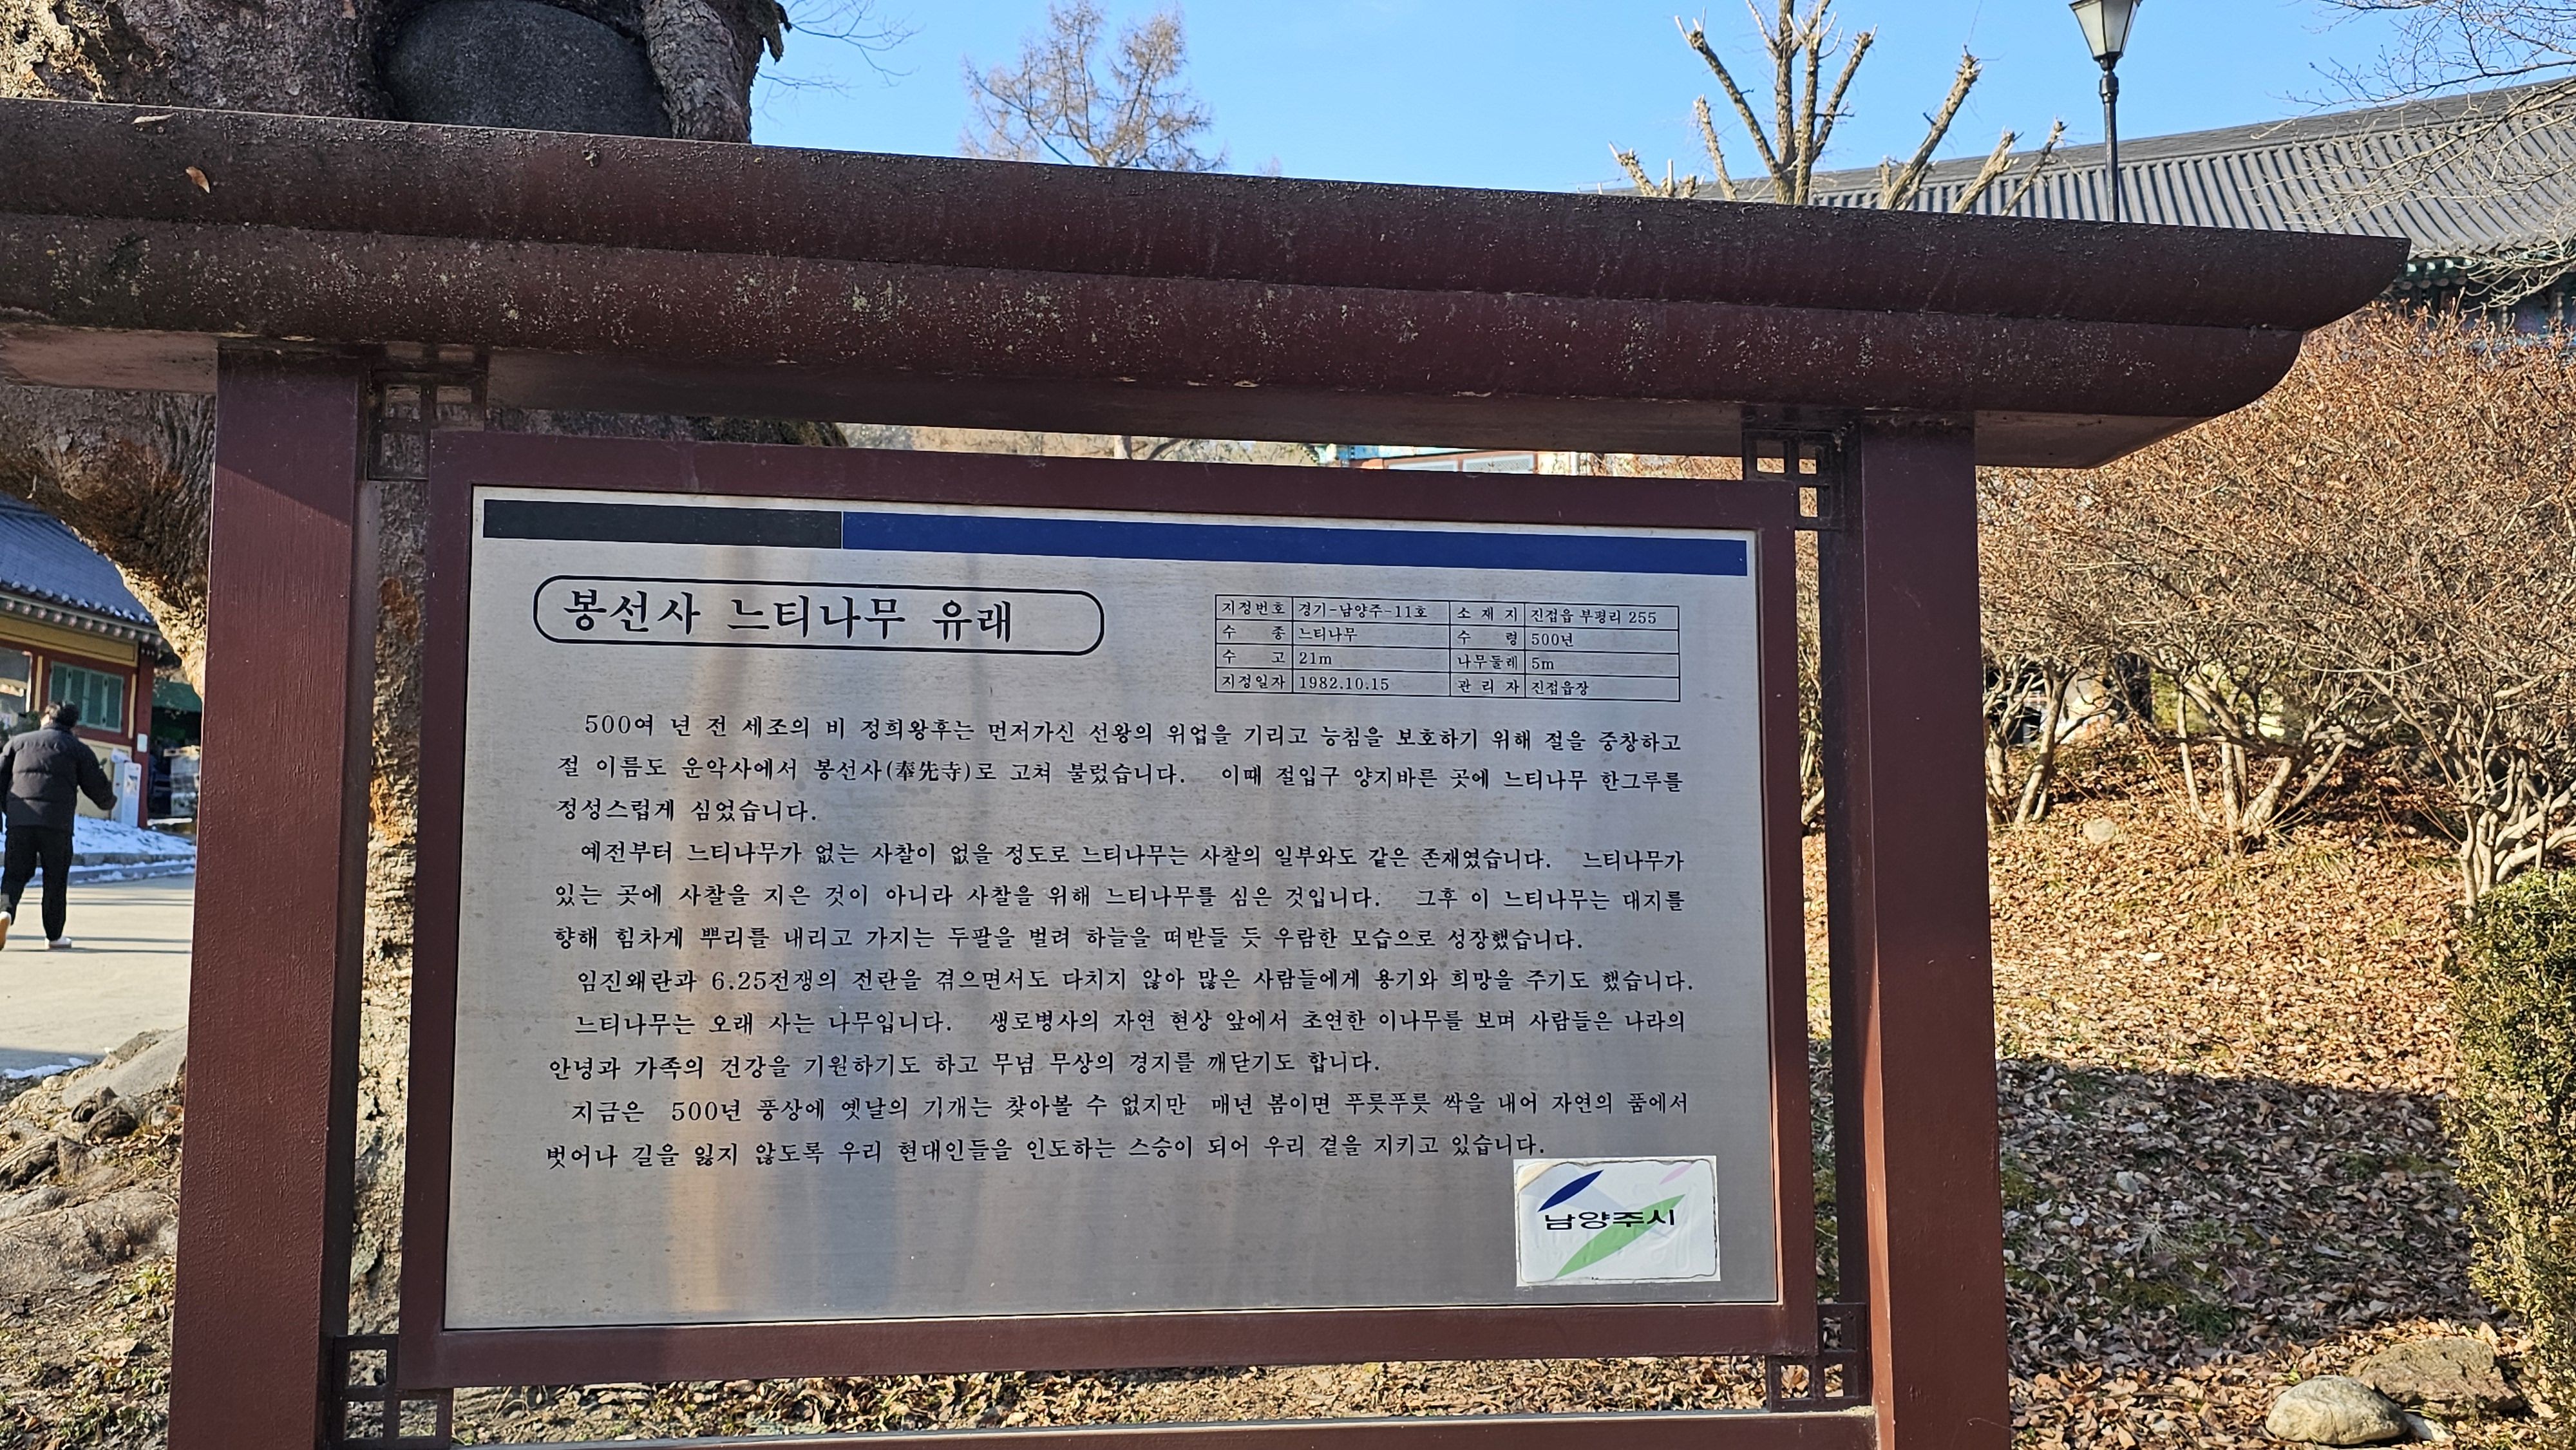 봉선사 느티나무 유래
지정번호 경기-남양주-11호 소 재 지 진접읍 부평리 255
수 종 느티나무 수 령 500년
수 고 21m 나무둘레 5m
지정일자 1982.10.15 관 리 자 진접읍장
500여 년 전 세조의 비 정희왕후는 먼저가신 선왕의 위업을 기리고 능침을 보호하기 위해 절을 중창하고
절 이름도 운악사에서 봉선사(奉先寺)로 고쳐 불렀습니다. 이때 절입구 양지바른 곳에 느티나무 한그루를
정성스럽게 심었습니다.
예전부터 느티나무가 없는 사찰이 없을 정도로 느티나무는 사찰의 일부와도 같은 존재였습니다. 느티나무가
있는 곳에 사찰을 지은 것이 아니라 사찰을 위해 느티나무를 심은 것입니다. 그후 이 느티나무는 대지를
향해 힘차게 뿌리를 내리고 가지는 두팔을 벌려 하늘을 떠받들 듯 우람한 모습으로 성장했습니다.
임진왜란과 6.25전쟁의 전란을 겪으면서도 다치지 않아 많은 사람들에게 용기와 희망을 주기도 했습니다.
느티나무는 오래 사는 나무입니다. 생로병사의 자연 현상 앞에서 초연한 이나무를 보며 사람들은 나라의
안녕과 가족의 건강을 기원하기도 하고 무념 무상의 경지를 깨닫기도 합니다.
지금은 500년 풍상에 옛날의 기개는 찾아볼 수 없지만 매년 봄이면 푸릇푸릇 싹을 내어 자연의 품에서
벗어나 길을 잃지 않도록 우리 현대인들을 인도하는 스승이 되어 우리 곁을 지키고 있습니다.
남양주시